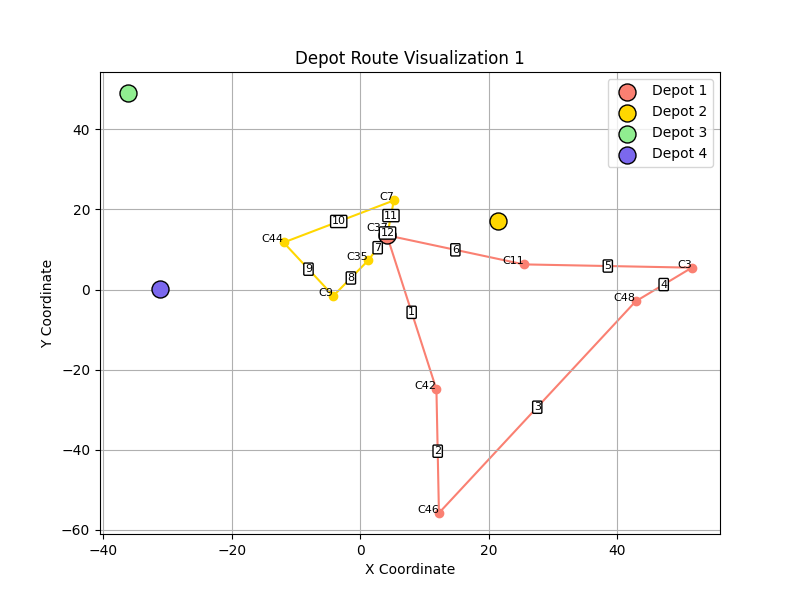 Depot Route Visualization 1
Depot 1
Depot 2
Depot 3
Depot 4
Y Coordinate
40
20
0
−20
−40
−60
C7
10
11
C37
12
C44
7
6
C35
C11
5
C3
9
8
4
C9
C48
1
C42
3
2
C46
−40
−20
0
20
40
X Coordinate